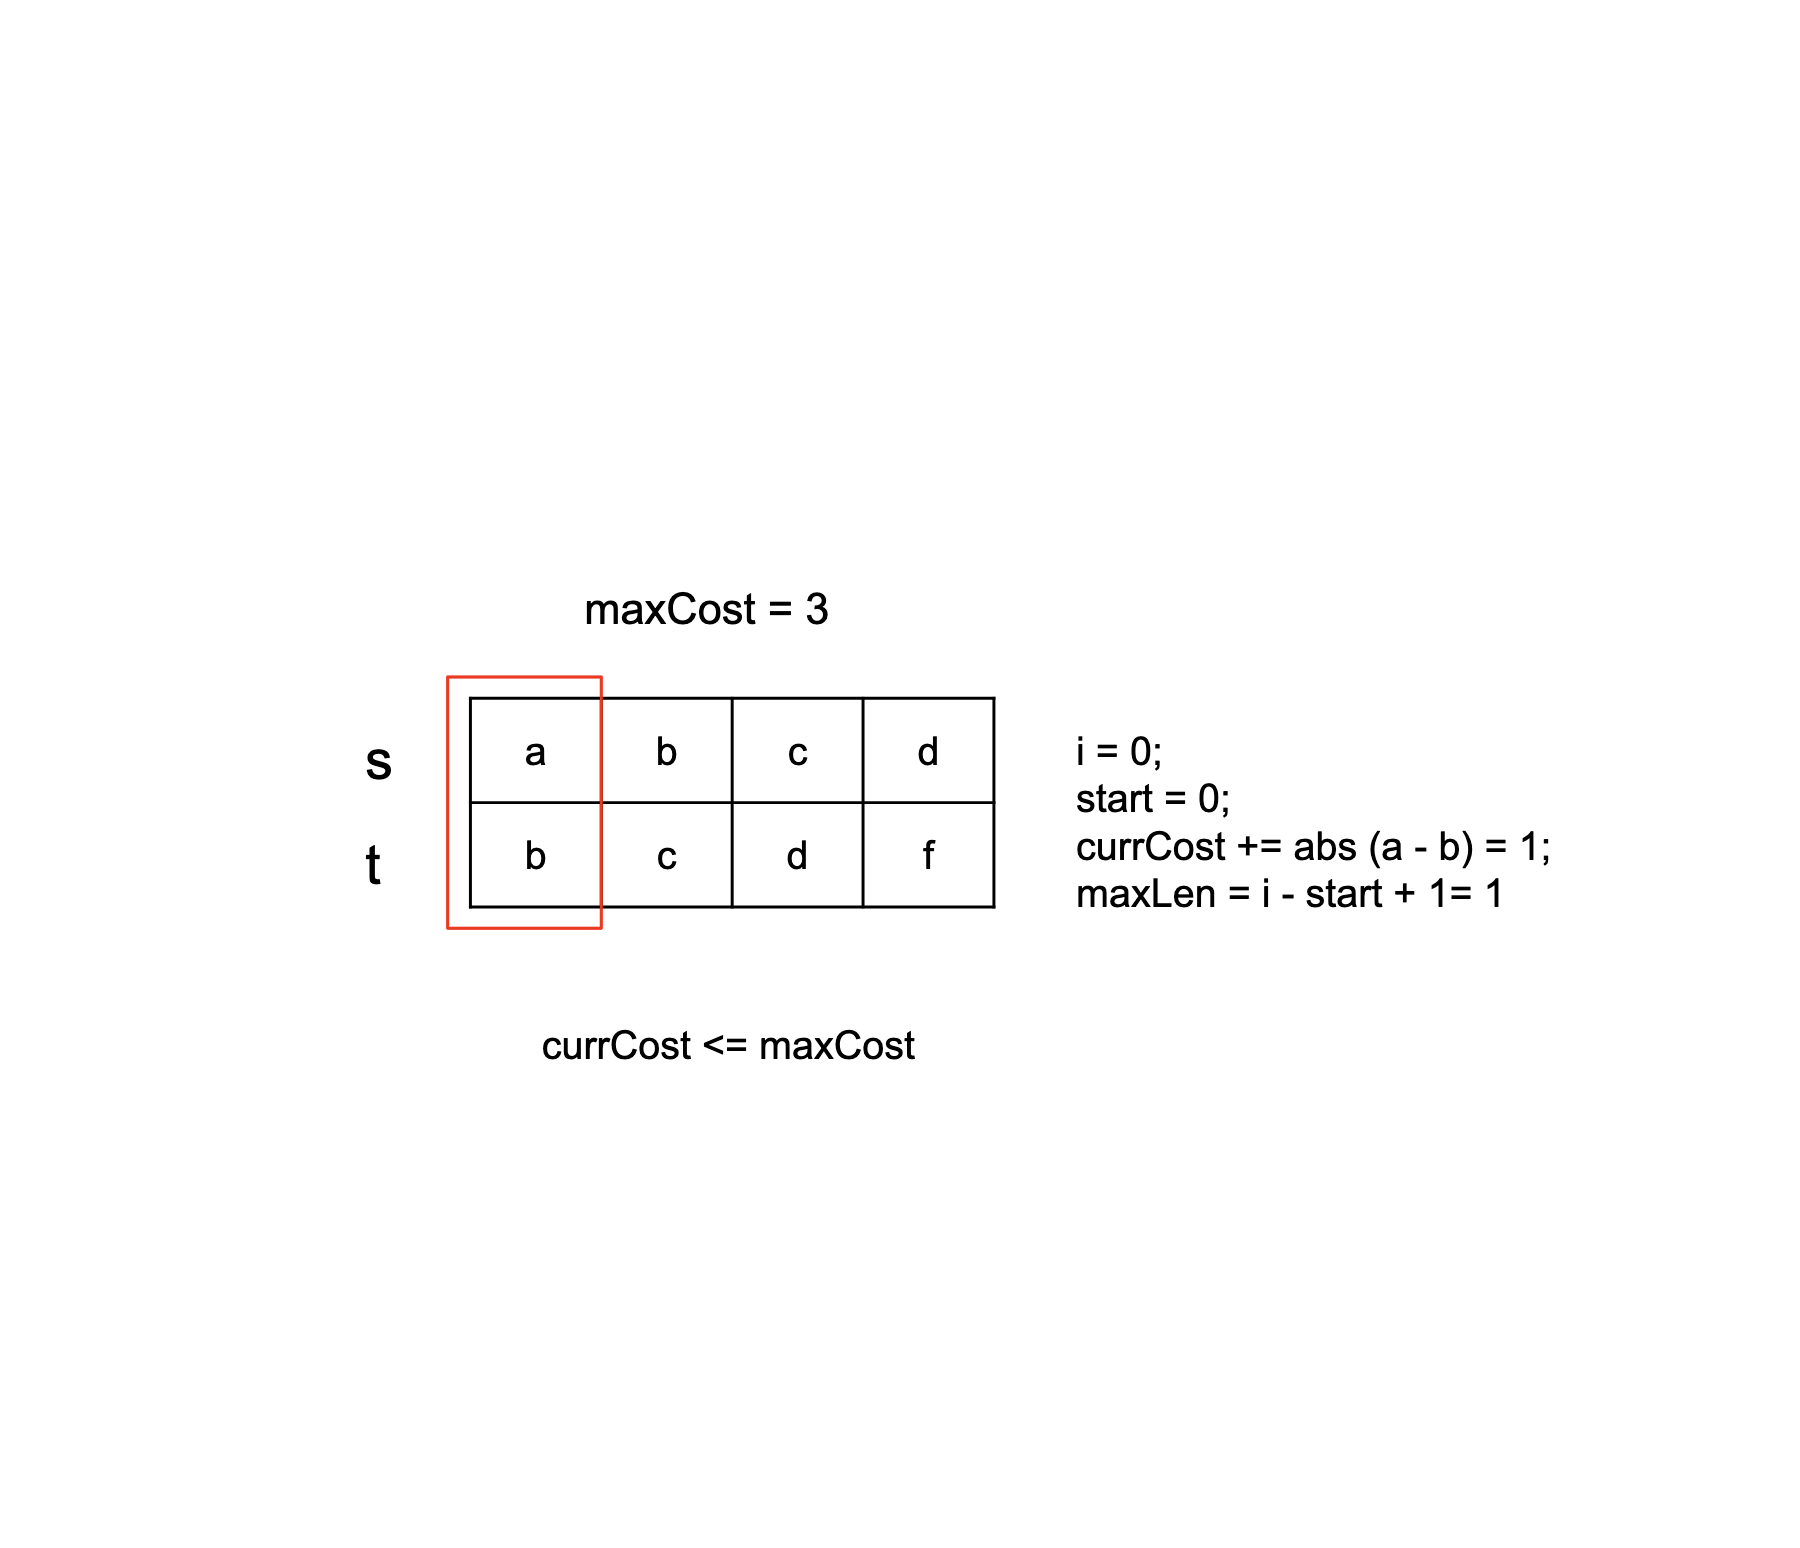 maxCost = 3
s a b c d
t b c d f
i = 0;
start = 0;
currCost += abs (a - b) = 1;
maxLen = i - start + 1= 1
currCost <= maxCost